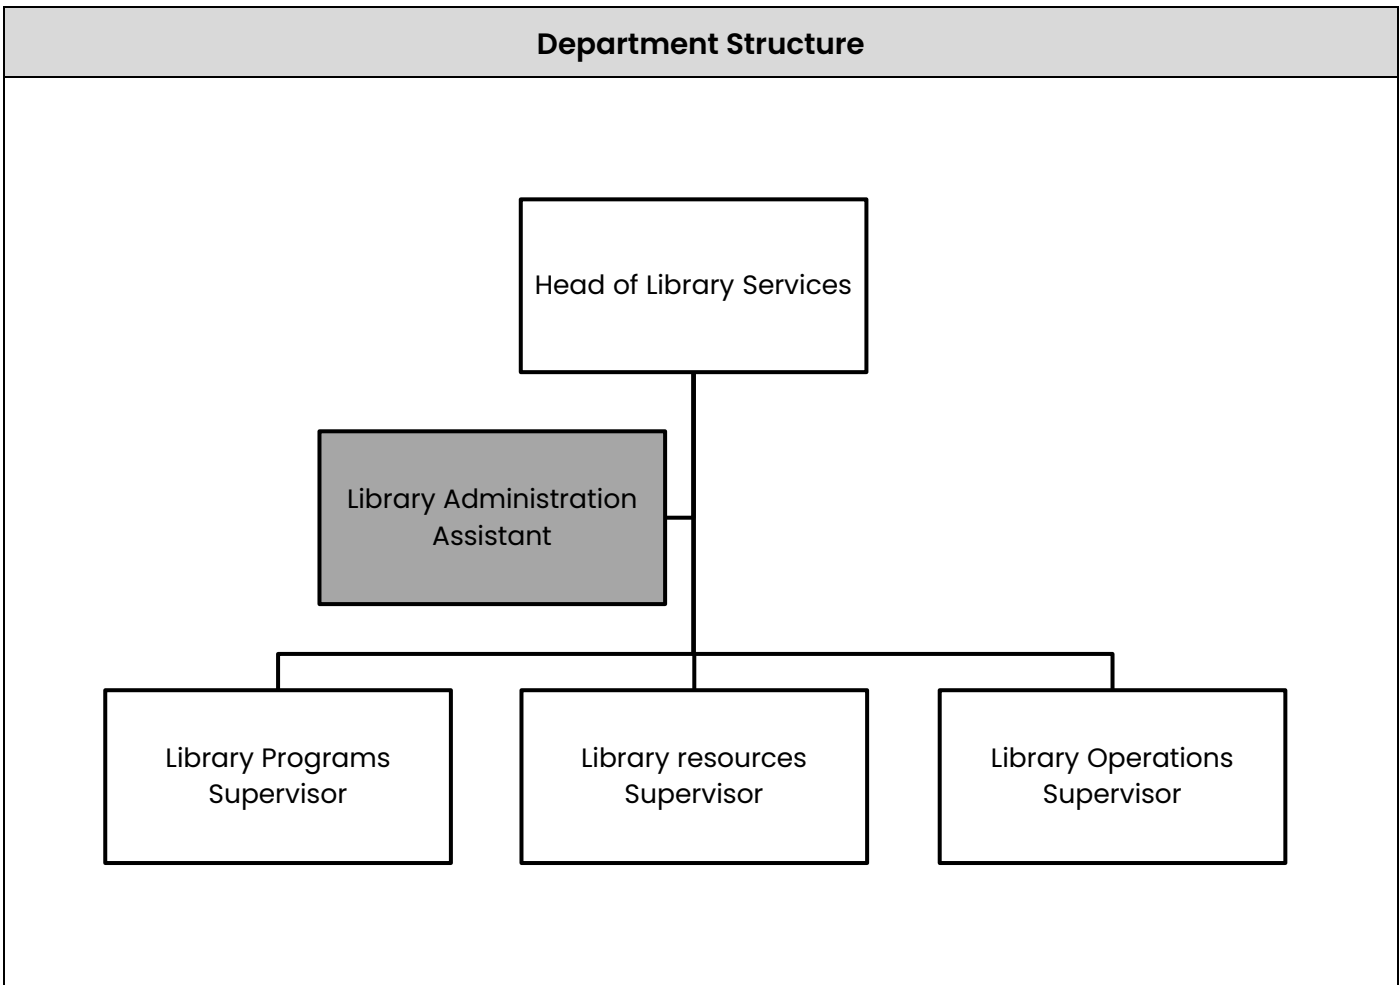 Department Structure
Head of Library Services
Library Administration
Assistant
Library Programs
Supervisor
Library resources
Supervisor
Library Operations
Supervisor